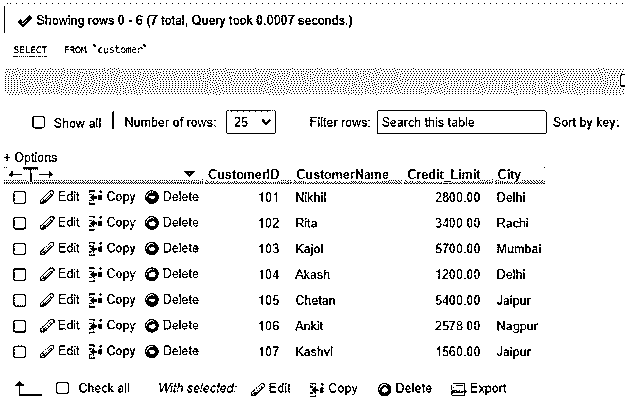 Showing rows 0 - 6 (7 total, Query took 0.0007 seconds.)
SELECT FROM `customer`
Show all | Number of rows: 25 Filter rows: Search this table Sort by key:
+ Options
←T→ CustomerID CustomerName Credit_Limit City
Edit Copy Delete 101 Nikhil 2800.00 Delhi
Edit Copy Delete 102 Rita 3400.00 Rachi
Edit Copy Delete 103 Kajol 5700.00 Mumbai
Edit Copy Delete 104 Akash 1200.00 Delhi
Edit Copy Delete 105 Chetan 5400.00 Jaipur
Edit Copy Delete 106 Ankit 2578.00 Nagpur
Edit Copy Delete 107 Kashvi 1560.00 Jaipur
Check all With selected: Edit Copy Delete Export